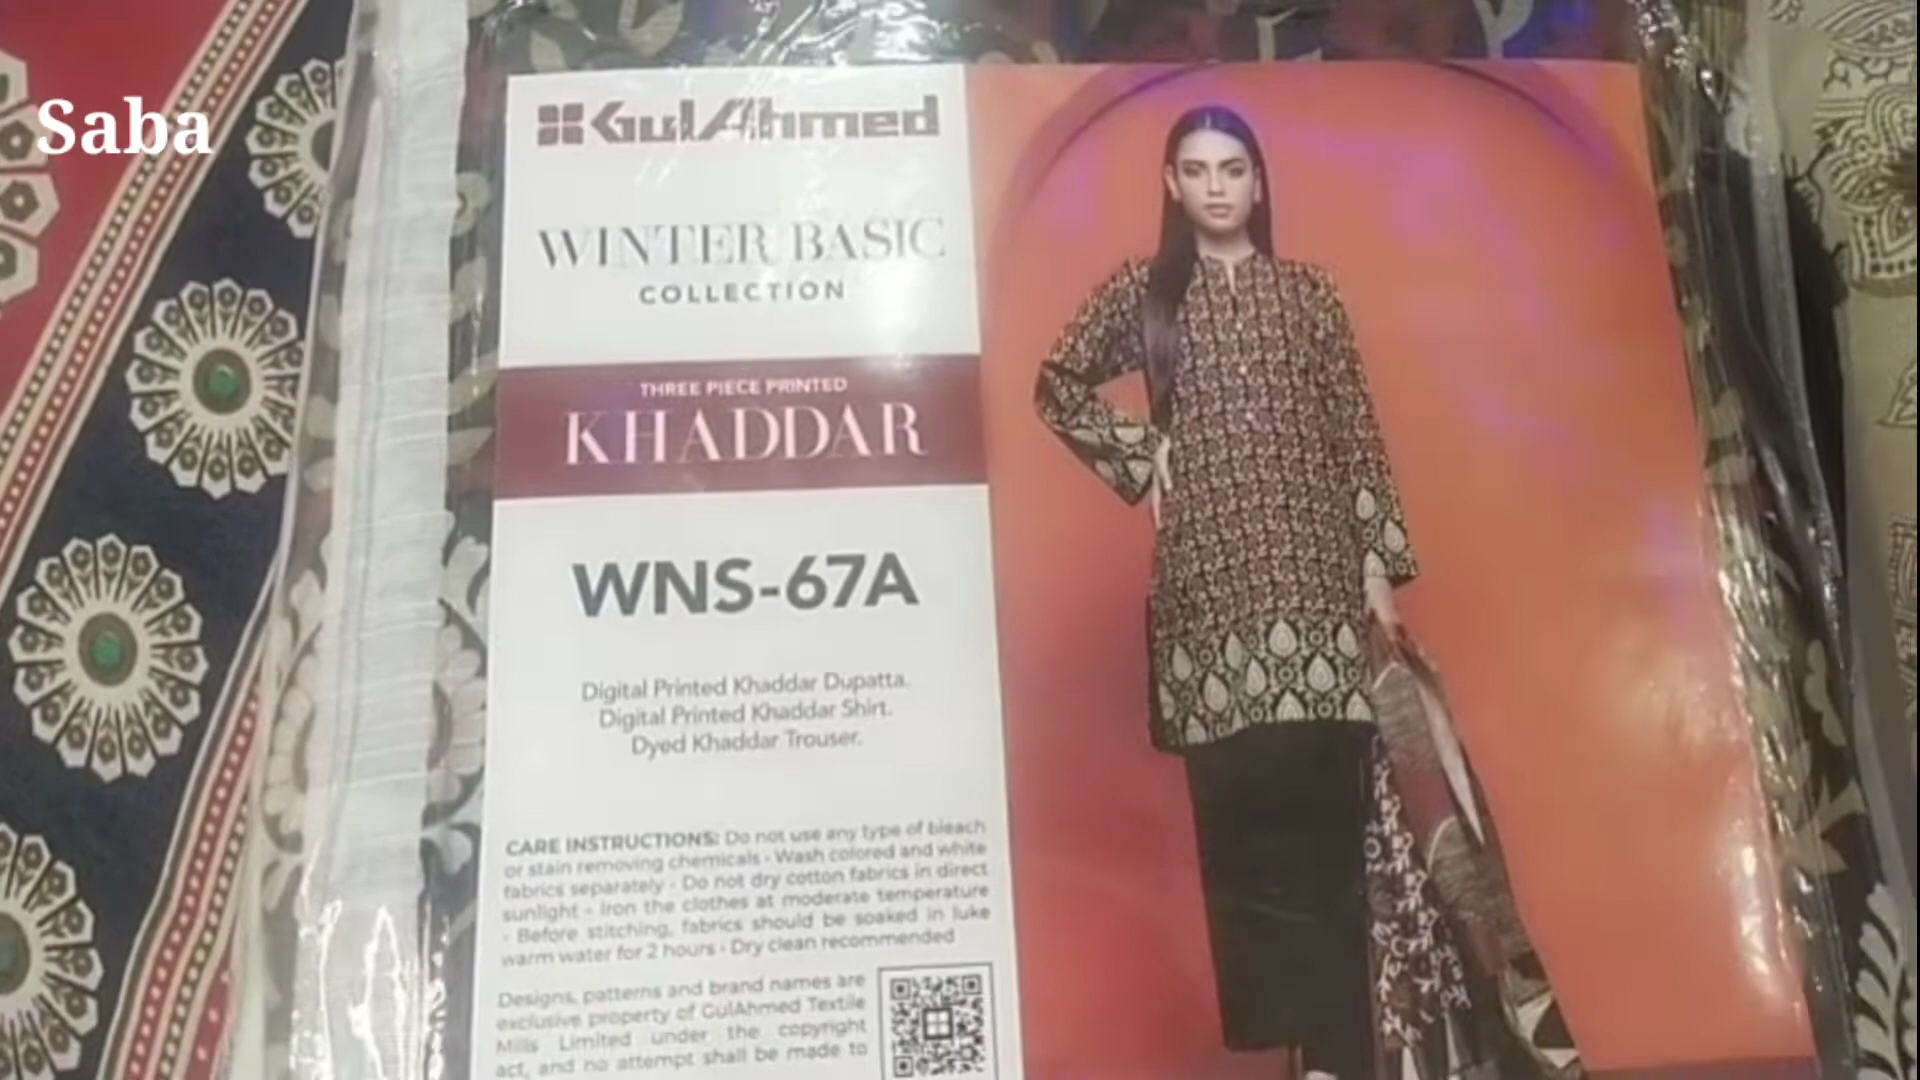 Saba
GulAhmed
WINTER BASIC
COLLECTION
THREE PIECE PRINTED
KHADDAR
WNS-67A
Digital Printed Khaddar Dupatta.
Digital Printed Khaddar Shirt.
Dyed Khaddar Trouser.
CARE INSTRUCTIONS: Do not use any type of bleach
or stain removing chemicals - Wash colored and white
fabrics separately - Do not dry cotton fabrics in direct
sunlight - Iron the clothes at moderate temperature
- Before stitching, fabrics should be soaked in luke
warm water for 2 hours - Dry clean recommended
Designs, patterns and brand names are
exclusive property of GulAhmed Textile
Mills Limited under the copyright
act, and no attempt shall be made to